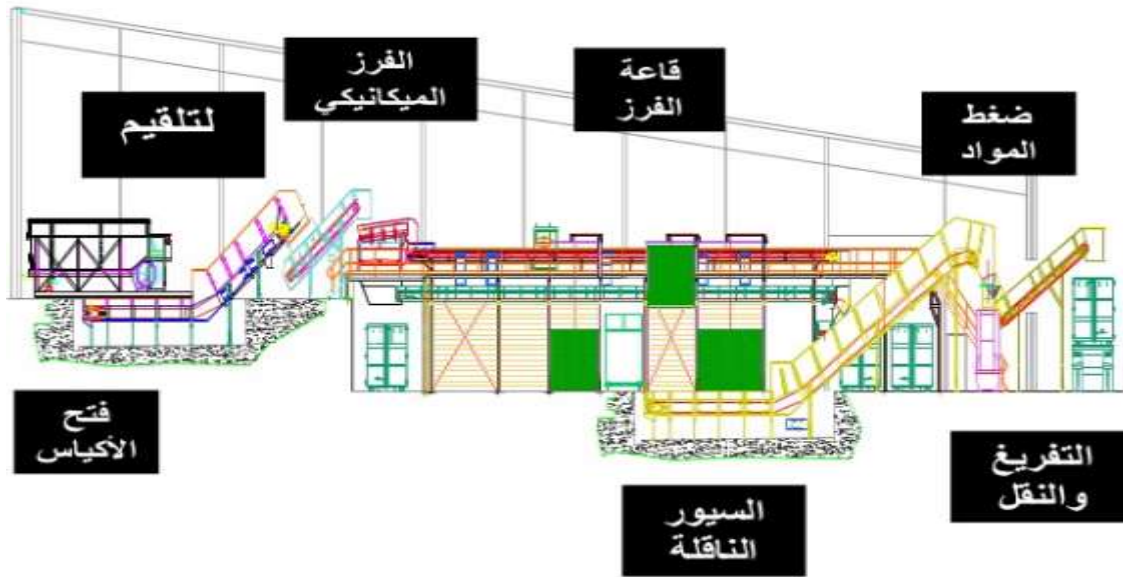 الفرز
الميكانيكي
قاعة
الفرز
لتلقيم
ضغط
المواد
فتح
الأكياس
التفريغ
والنقل
السيور
الناقلة